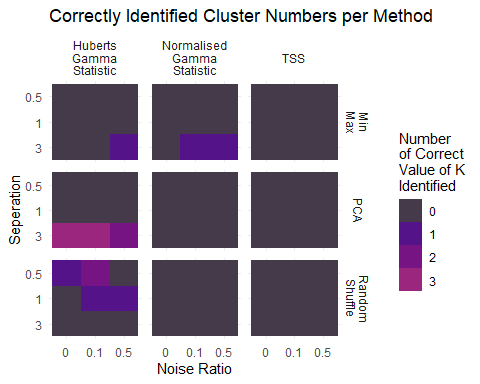 Correctly Identified Cluster Numbers per Method
Huberts
Gamma
Statistic
Normalised
Gamma
Statistic
TSS
0.5
1
3
Min
Max
0.5
1
3
PCA
0.5
1
3
Random
Shuffle
Seperation
0 0.1 0.5 0 0.1 0.5 0 0.1 0.5
Noise Ratio
Number
of Correct
Value of K
Identified
0
1
2
3